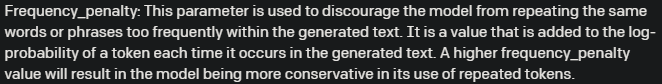 Frequency_penalty: This parameter is used to discourage the model from repeating the same
words or phrases too frequently within the generated text. It is a value that is added to the log-
probability of a token each time it occurs in the generated text. A higher frequency_penalty
value will result in the model being more conservative in its use of repeated tokens.